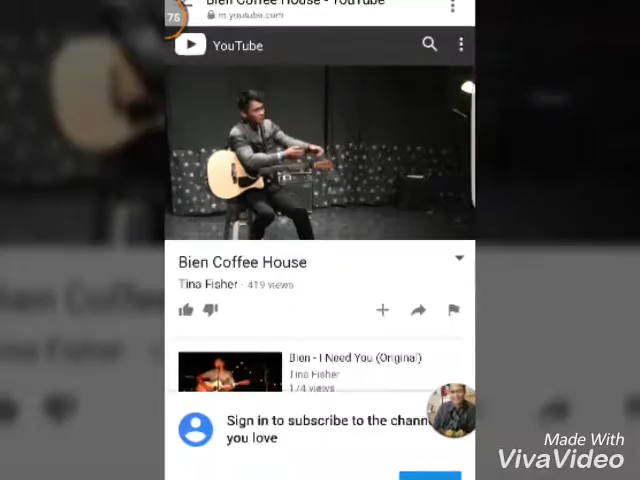 Bien Coffee House - YouTube
m.youtube.com
75
YouTube
Bien Coffee House
Tina Fisher · 419 views
Bien - I Need You (Original)
Tina Fisher
174 views
Sign in to subscribe to the chann
you love
Made With
VivaVideo